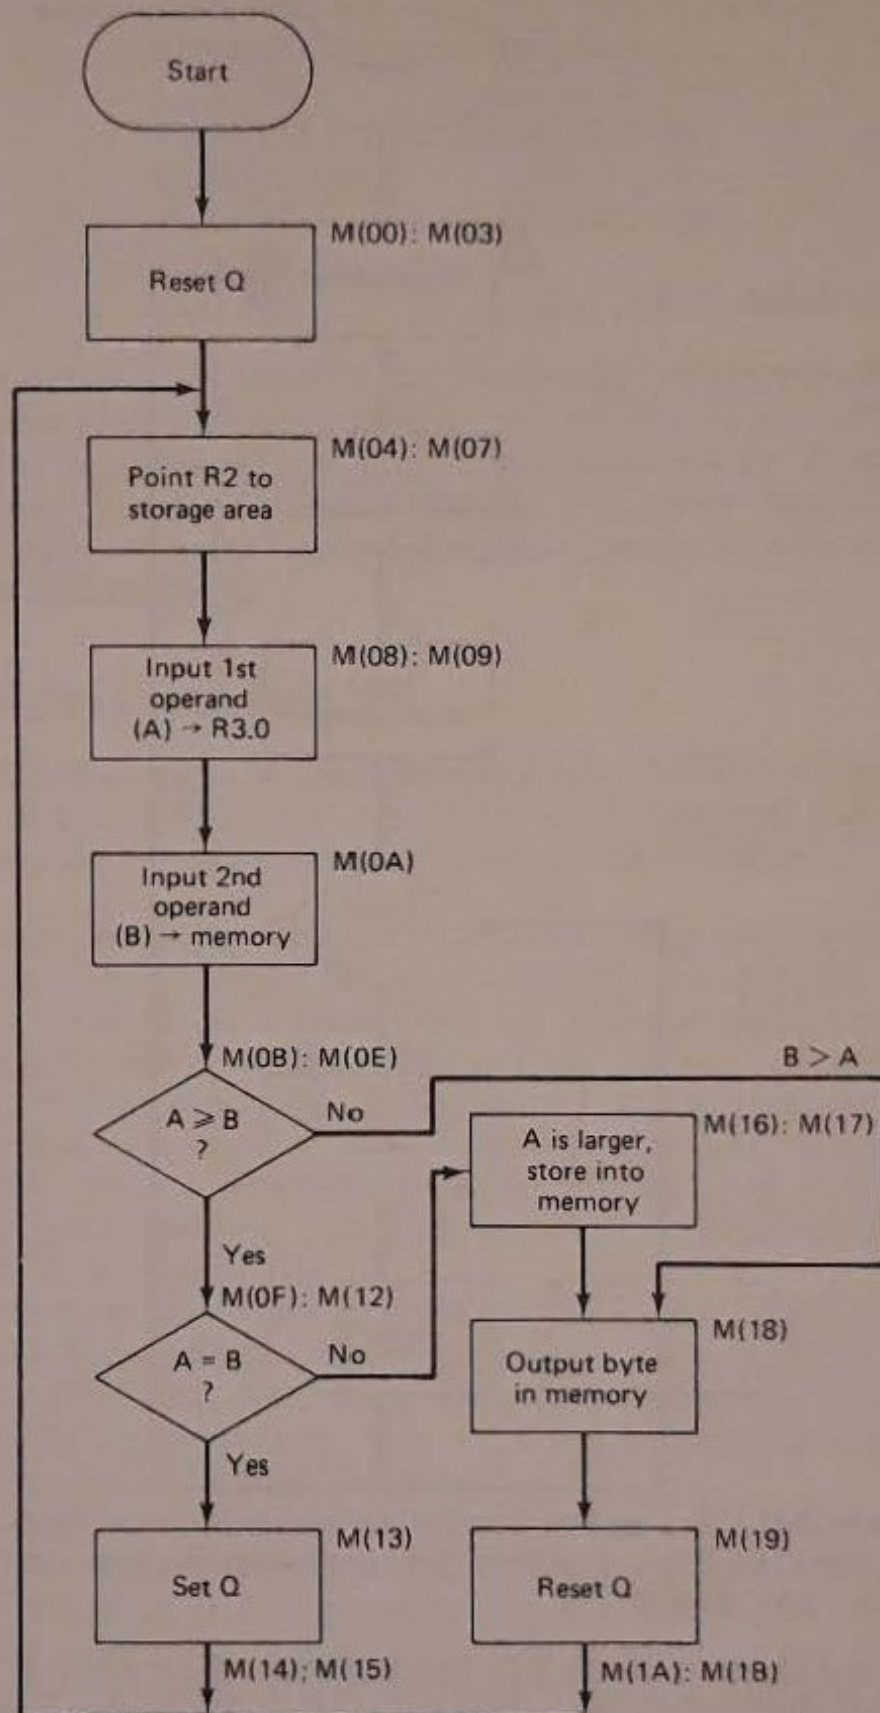 Start
M(00): M(03)
Reset Q
M(04): M(07)
Point R2 to
storage area
M(08): M(09)
Input 1st
operand
(A) → R3.0
M(0A)
Input 2nd
operand
(B) → memory
M(0B): M(0E)
B > A
A ⩾ B
?
No
Yes
M(16): M(17)
A is larger,
store into
memory
M(0F): M(12)
A = B
?
No
Yes
M(18)
Output byte
in memory
M(13)
Set Q
M(19)
Reset Q
M(14); M(15)
M(1A): M(1B)